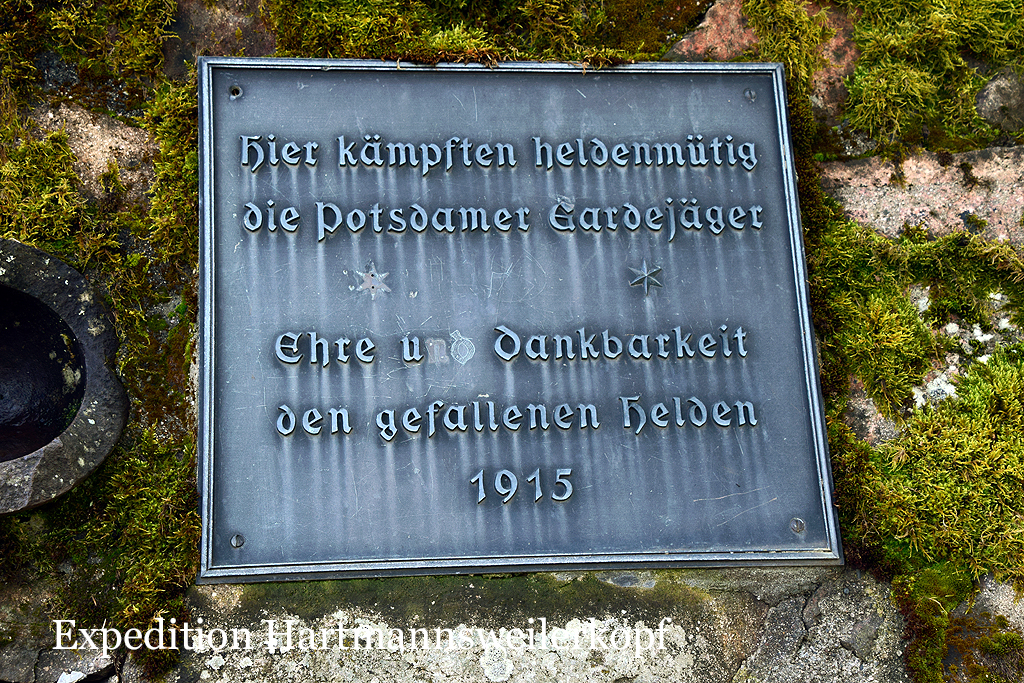 Hier kämpften heldenmütig
die Potsdamer Gardejäger
Ehre und Dankbarkeit
den gefallenen Helden
1915
Expedition Hartmannsweilerkopf